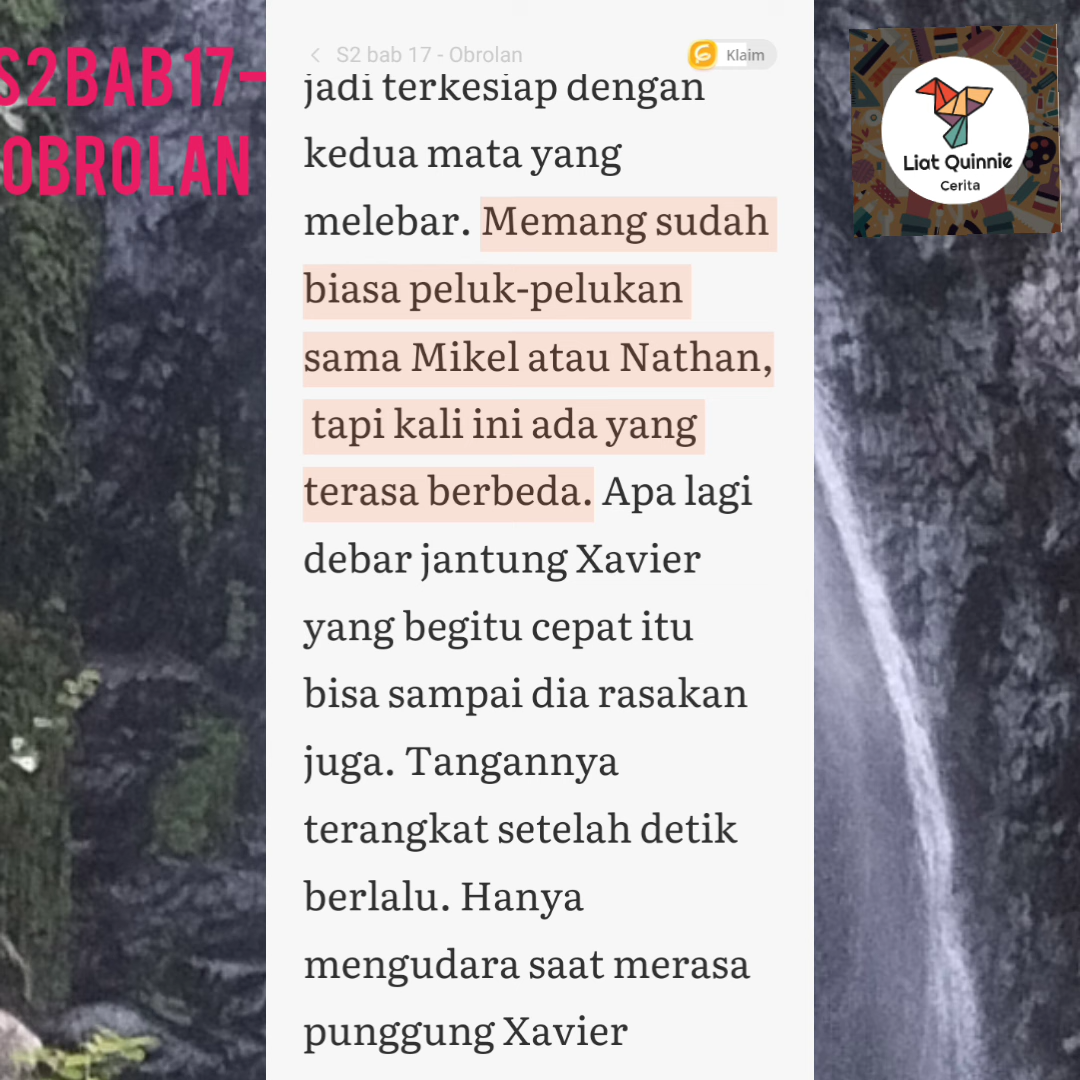 S2 BAB 17-
OBROLAN
S2 bab 17 - Obrolan
Klaim
Liat Quinnie
Cerita
jadi terkesiap dengan
kedua mata yang
melebar. Memang sudah
biasa peluk-pelukan
sama Mikel atau Nathan,
tapi kali ini ada yang
terasa berbeda. Apa lagi
debar jantung Xavier
yang begitu cepat itu
bisa sampai dia rasakan
juga. Tangannya
terangkat setelah detik
berlalu. Hanya
mengudara saat merasa
punggung Xavier